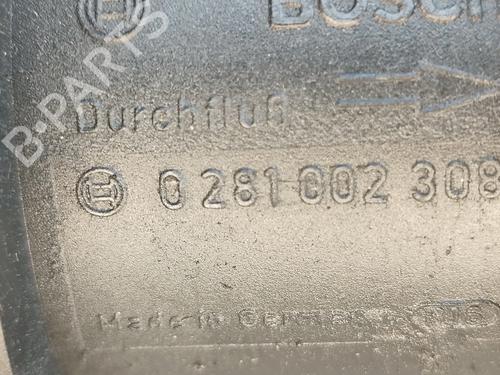 BOSCH
Durchfluß
0 281 002 308
Made in Germany
B-PARTS